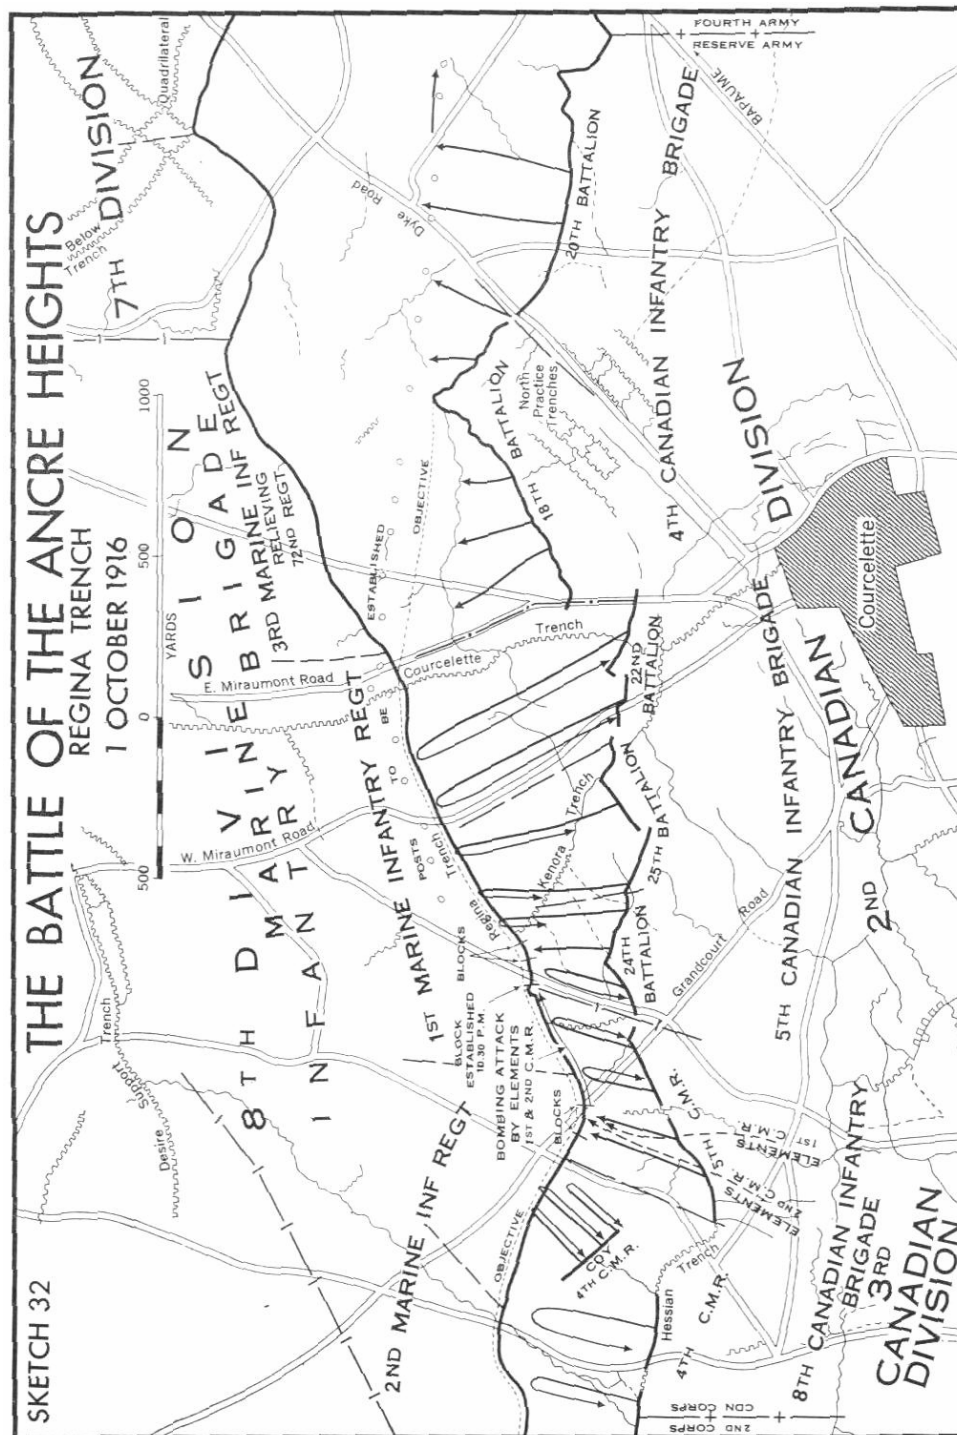 SKETCH 32
THE BATTLE OF THE ANCRE HEIGHTS
REGINA TRENCH
1 OCTOBER 1916
500 0 500 1000
YARDS
7TH DIVISION
Below
Trench
Quadrilateral
8TH DIVISION
MARINE BRIGADE
INFANTRY
3RD MARINE INF REGT
RELIEVING
72ND REGT
1ST MARINE INFANTRY REGT
2ND MARINE INF REGT
Desire
Support
Trench
W. Miraumont Road
E. Miraumont Road
Courcelette
Trench
Dyke
Road
FOURTH ARMY
RESERVE ARMY
BAPAUME
POSTS TO BE ESTABLISHED
OBJECTIVE
OBJECTIVE
Regina
Trench
Kenora
Trench
BLOCKS
BLOCK
ESTABLISHED
10.30 P.M.
BOMBING ATTACK
BY ELEMENTS
1ST & 2ND C.M.R.
BLOCKS
20TH BATTALION
18TH BATTALION
North
Practice
Trenches
22ND
BATTALION
25TH BATTALION
24TH
BATTALION
5TH C.M.R.
ELEMENTS
1ST C.M.R.
ELEMENTS
2ND C.M.R.
COY
4TH C.M.R.
4TH C.M.R.
Hessian
Trench
Grandcourt
Road
Courcelette
4TH CANADIAN INFANTRY BRIGADE
5TH CANADIAN INFANTRY BRIGADE
2ND CANADIAN DIVISION
8TH CANADIAN INFANTRY
BRIGADE
3RD
CANADIAN
DIVISION
2ND CORPS
CDN CORPS